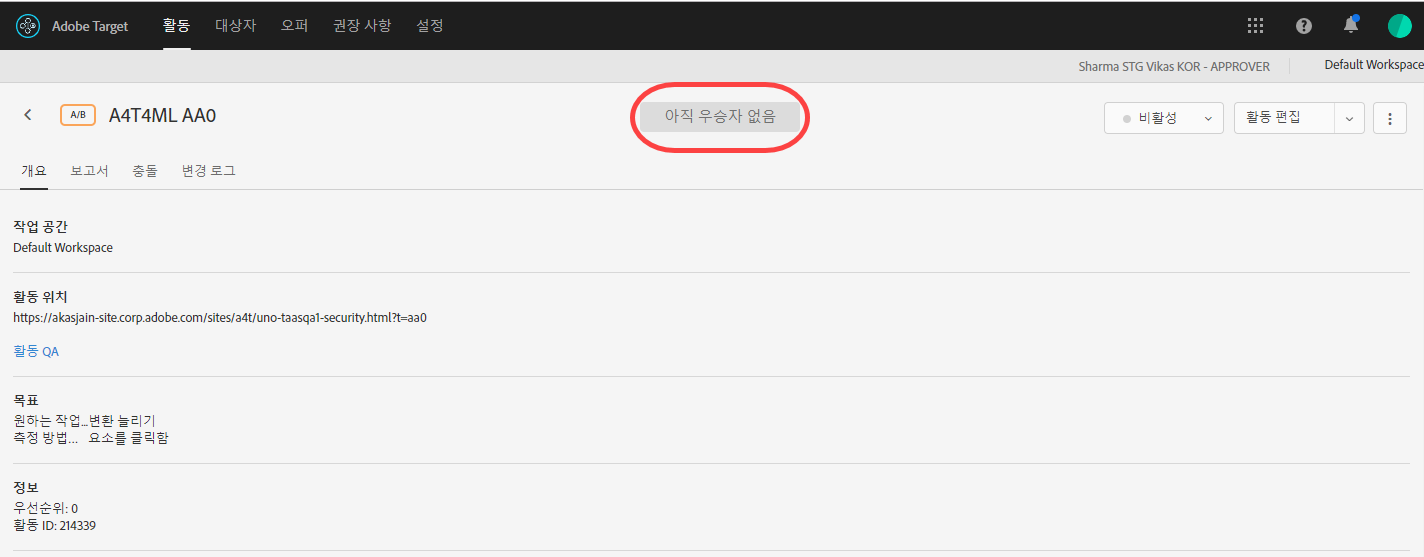 Adobe Target 활동 대상자 오퍼 권장 사항 설정
Sharma STG Vikas KOR - APPROVER Default Workspace
A/B A4T4ML AA0 아직 우승자 없음 비활성 활동 편집
개요 보고서 충돌 변경 로그
작업 공간
Default Workspace
활동 위치
https://akasjain-site.corp.adobe.com/sites/a4t/uno-taasqa1-security.html?t=aa0
활동 QA
목표
원하는 작업...변환 늘리기
측정 방법... 요소를 클릭함
정보
우선순위: 0
활동 ID: 214339